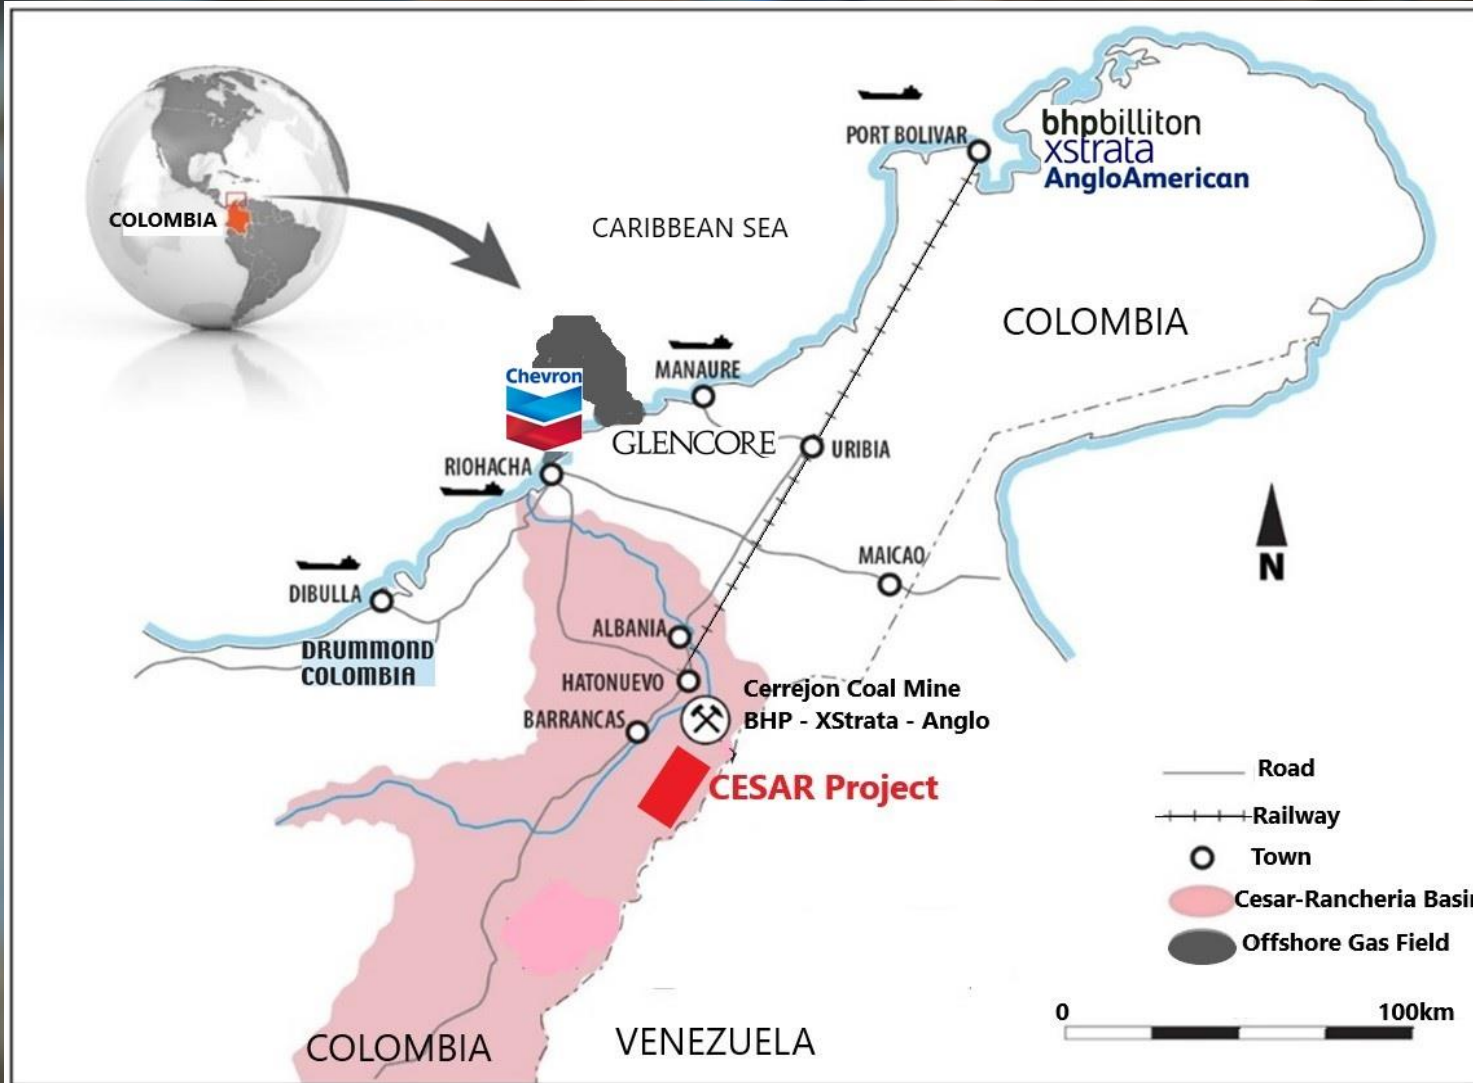 PORT BOLIVAR
bhpbilliton
xstrata
AngloAmerican
COLOMBIA
CARIBBEAN SEA
COLOMBIA
MANAURE
Chevron
GLENCORE
URIBIA
RIOHACHA
MAICAO
DIBULLA
DRUMMOND
COLOMBIA
ALBANIA
HATONUEVO
BARRANCAS
Cerrejon Coal Mine
BHP - XStrata - Anglo
CESAR Project
N
Road
Railway
Town
Cesar-Rancheria Basin
Offshore Gas Field
0 100km
COLOMBIA
VENEZUELA